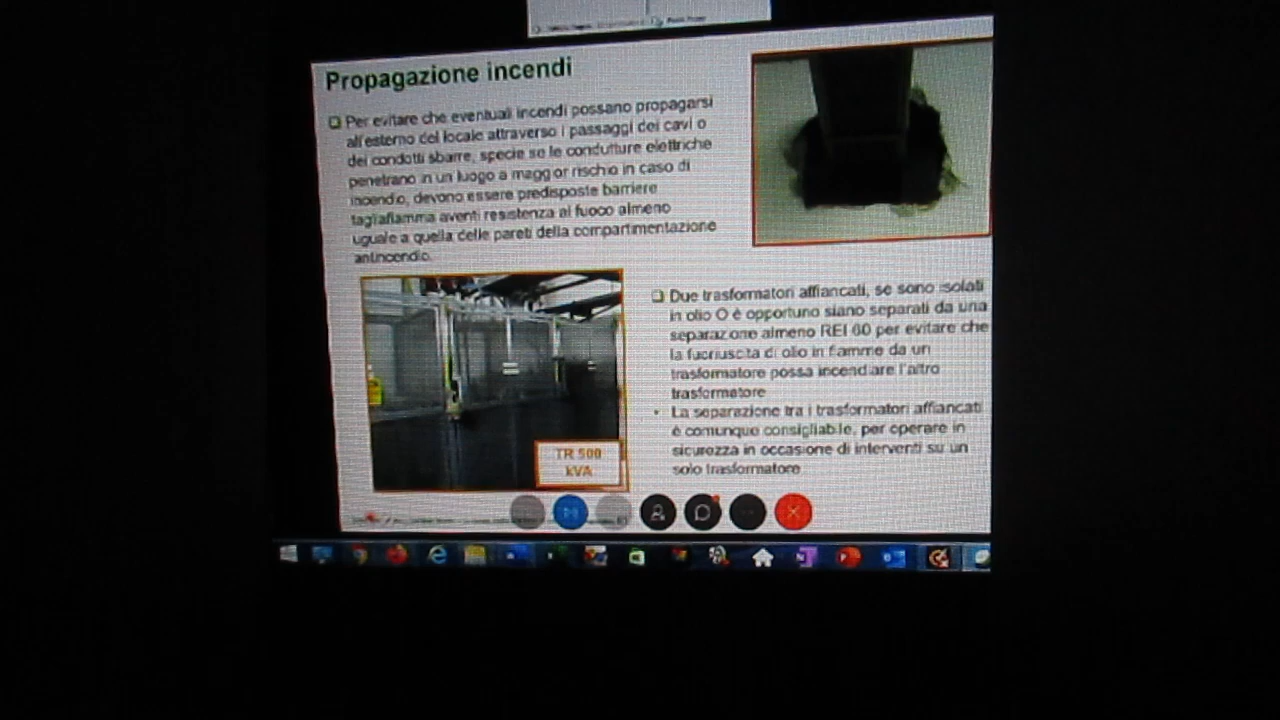 Propagazione incendi
Per evitare che eventuali incendi possano propagarsi
all'esterno del locale attraverso i passaggi dei cavi o
dei condotti sbarre, specie se le condutture elettriche
penetrano in un luogo a maggior rischio in caso di
incendio, devono essere predisposte barriere
tagliafiamma aventi resistenza al fuoco almeno
uguale a quella delle pareti della compartimentazione
antincendio.
TR 500
kVA
Due trasformatori affiancati, se sono isolati
in olio O è opportuno siano separati da una
separazione almeno REI 60 per evitare che
la fuoriuscita di olio in fiamme da un
trasformatore possa incendiare l'altro
trasformatore
• La separazione tra i trasformatori affiancati
è comunque consigliabile, per operare in
sicurezza in occasione di interventi su un
solo trasformatore